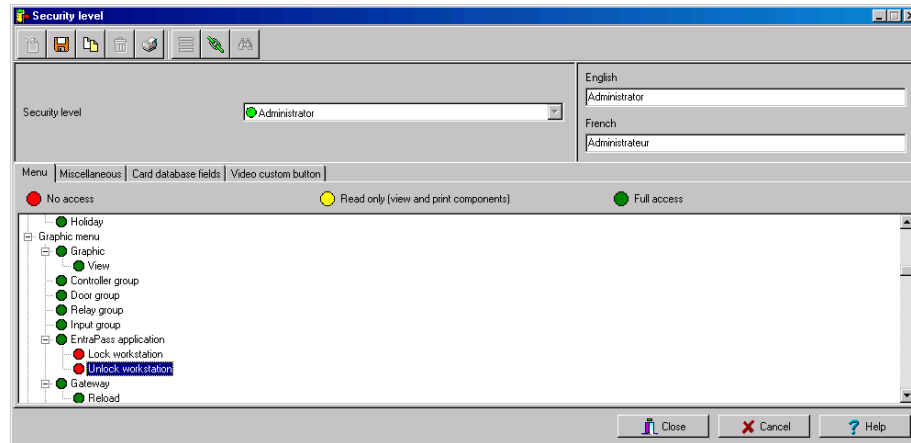 Security level
English
Administrator
Security level
Administrator
French
Administrateur
Menu
Miscellaneous
Card database fields
Video custom button
No access
Read only (view and print components)
Full access
Holiday
Graphic menu
Graphic
View
Controller group
Door group
Relay group
Input group
EntraPass application
Lock workstation
Unlock workstation
Gateway
Reload
Close
Cancel
Help